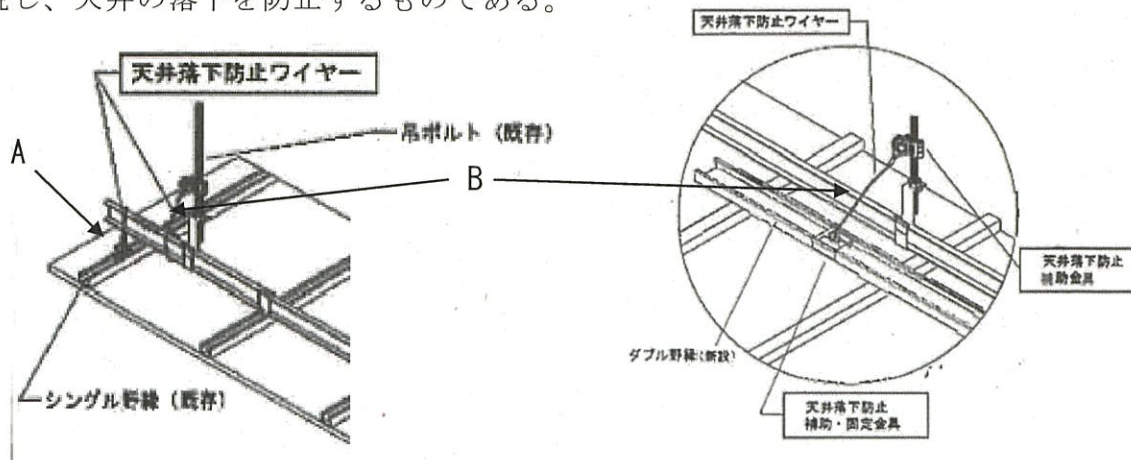 続し、天井の落下を防止するものである。
天井落下防止ワイヤー
吊ボルト（既存）
A
B
シングル野縁（既存）
天井落下防止ワイヤー
天井落下防止
補助金具
ダブル野縁（新設）
天井落下防止
補助・固定金具